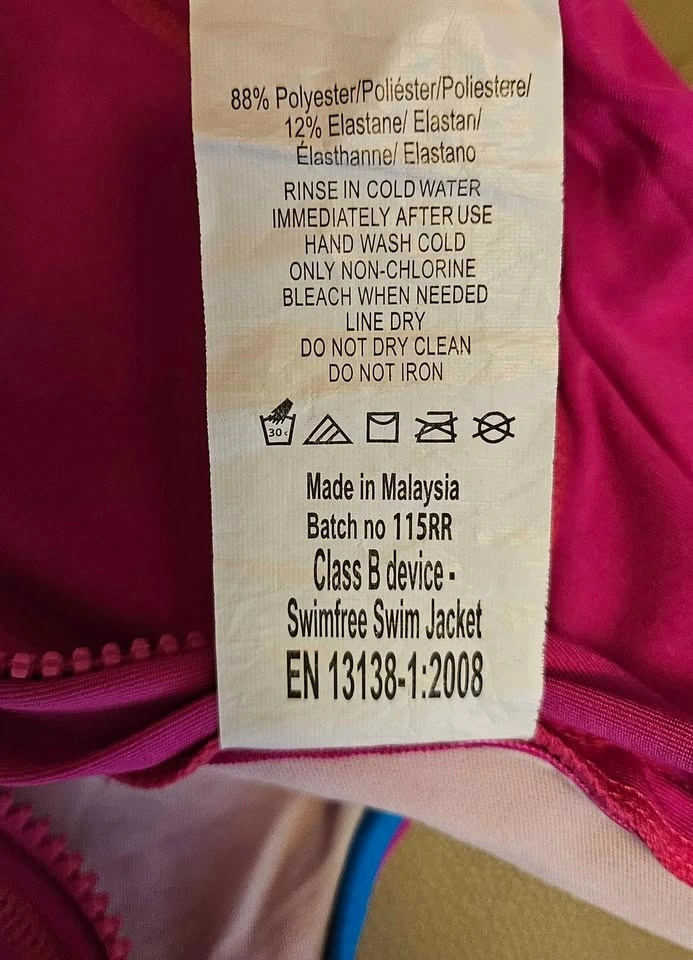 88% Polyester/Poliéster/Poliestere/
12% Elastane/ Elastan/
Élasthanne/ Elastano
RINSE IN COLD WATER
IMMEDIATELY AFTER USE
HAND WASH COLD
ONLY NON-CHLORINE
BLEACH WHEN NEEDED
LINE DRY
DO NOT DRY CLEAN
DO NOT IRON
30c
Made in Malaysia
Batch no 115RR
Class B device -
Swimfree Swim Jacket
EN 13138-1:2008